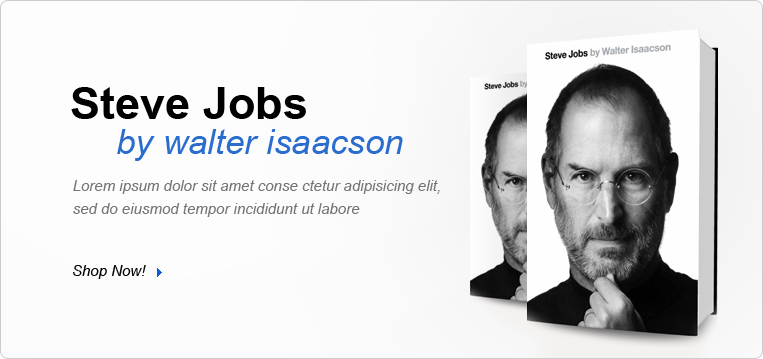 Steve Jobs
by walter isaacson
Lorem ipsum dolor sit amet conse ctetur adipisicing elit,
sed do eiusmod tempor incididunt ut labore
Shop Now!
Steve Jobs by
Steve Jobs by Walter Isaacson